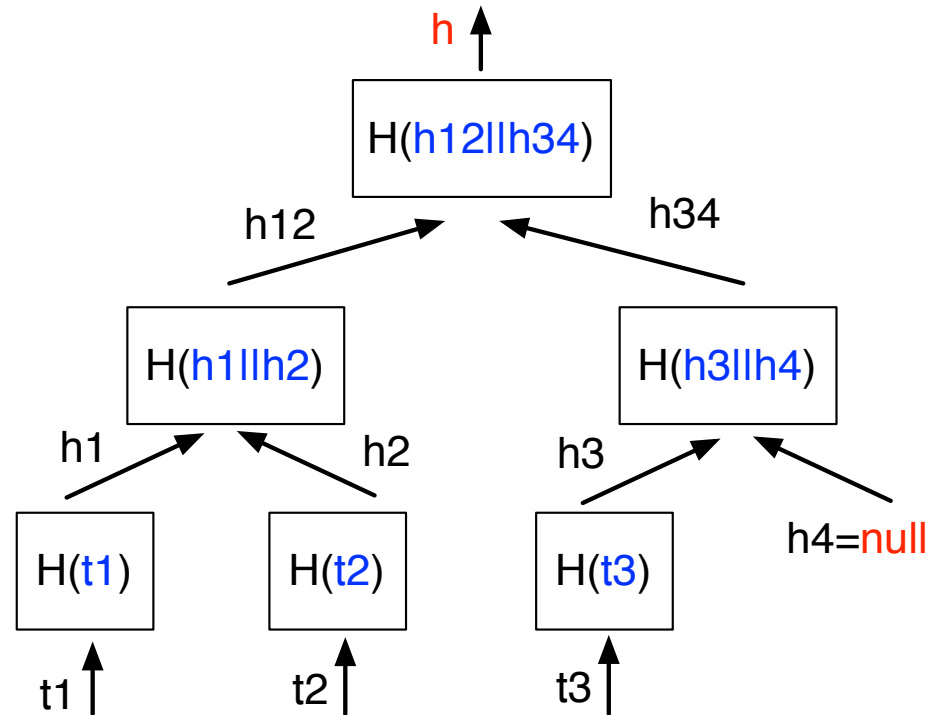 h
H(h12||h34)
h12
h34
H(h1||h2)
H(h3||h4)
h1
h2
h3
h4=null
H(t1)
H(t2)
H(t3)
t1
t2
t3